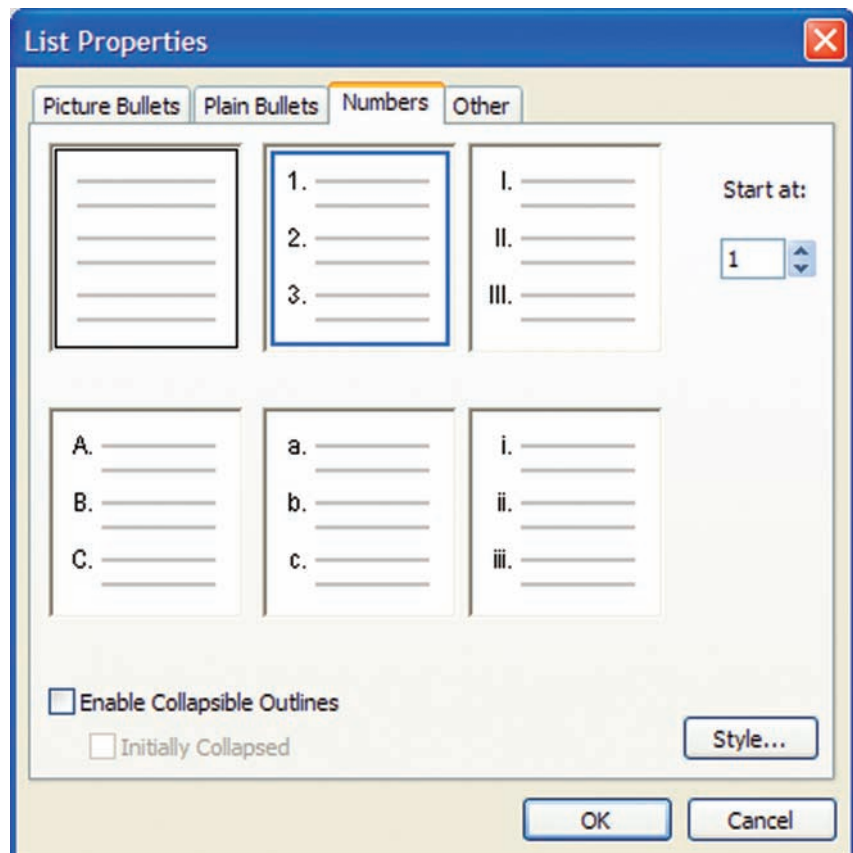 List Properties
Picture Bullets Plain Bullets Numbers Other
1.
2.
3.
I.
II.
III.
Start at:
1
A.
B.
C.
a.
b.
c.
i.
ii.
iii.
Enable Collapsible Outlines
Initially Collapsed
Style...
OK Cancel